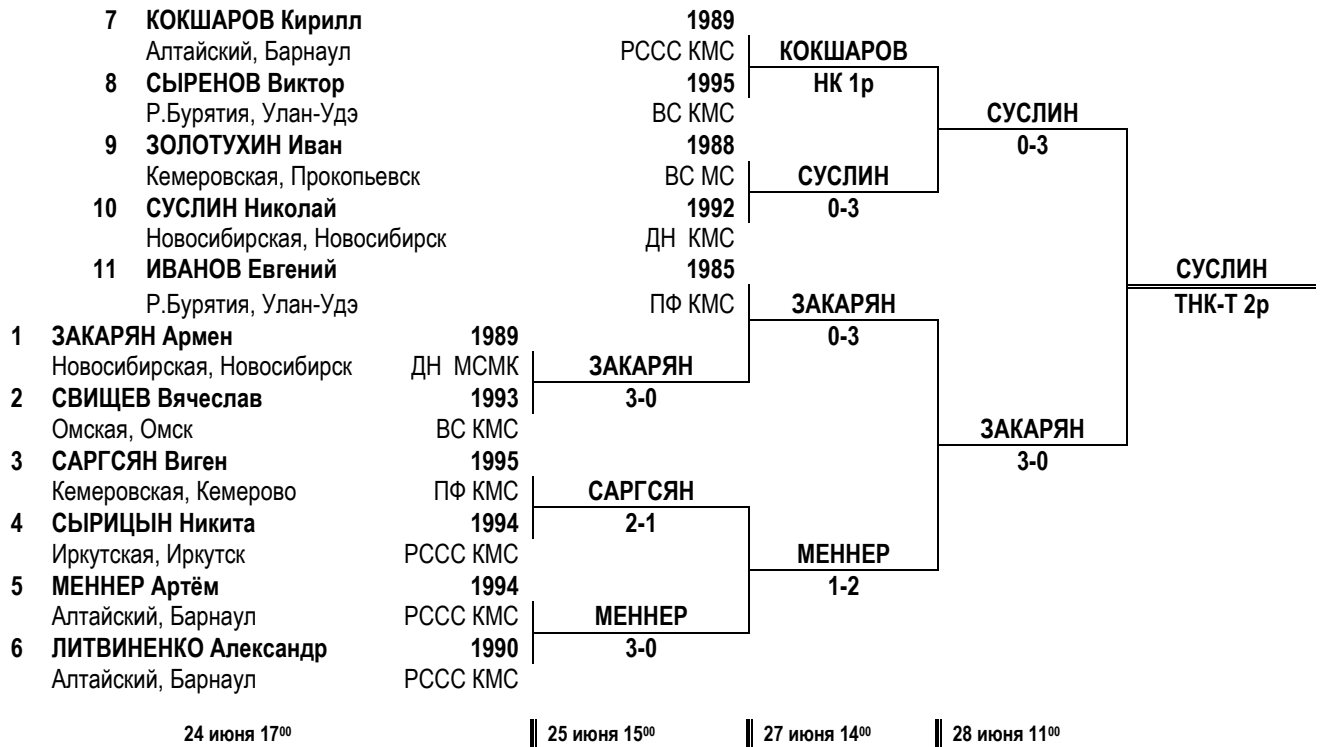 7 КОКШАРОВ Кирилл 1989
Алтайский, Барнаул РССС КМС КОКШАРОВ
8 СЫРЕНОВ Виктор 1995 НК 1р
Р.Бурятия, Улан-Удэ ВС КМС СУСЛИН
9 ЗОЛОТУХИН Иван 1988 0-3
Кемеровская, Прокопьевск ВС МС СУСЛИН
10 СУСЛИН Николай 1992 0-3
Новосибирская, Новосибирск ДН КМС
11 ИВАНОВ Евгений 1985 СУСЛИН
Р.Бурятия, Улан-Удэ ПФ КМС ЗАКАРЯН ТНК-Т 2р
1 ЗАКАРЯН Армен 1989 0-3
Новосибирская, Новосибирск ДН МСМК ЗАКАРЯН
2 СВИЩЕВ Вячеслав 1993 3-0
Омская, Омск ВС КМС ЗАКАРЯН
3 САРГСЯН Виген 1995 3-0
Кемеровская, Кемерово ПФ КМС САРГСЯН
4 СЫРИЦЫН Никита 1994 2-1
Иркутская, Иркутск РССС КМС МЕННЕР
5 МЕННЕР Артём 1994 1-2
Алтайский, Барнаул РССС КМС МЕННЕР
6 ЛИТВИНЕНКО Александр 1990 3-0
Алтайский, Барнаул РССС КМС
24 июня 17⁰⁰ 25 июня 15⁰⁰ 27 июня 14⁰⁰ 28 июня 11⁰⁰